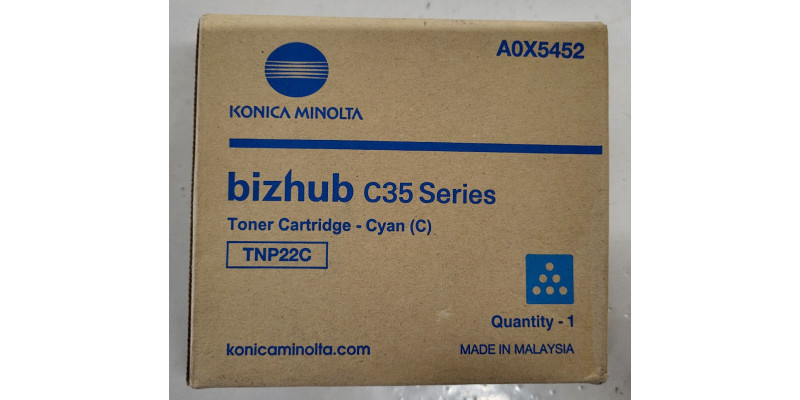 A0X5452
KONICA MINOLTA
bizhub C35 Series
Toner Cartridge - Cyan (C)
TNP22C
Quantity - 1
konicaminolta.com
MADE IN MALAYSIA